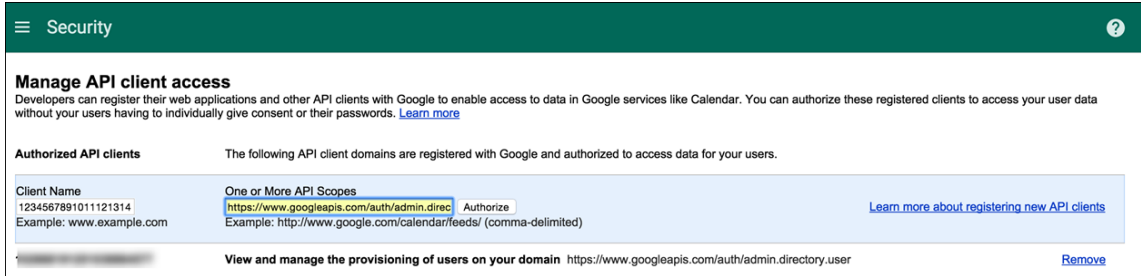 Security
Manage API client access
Developers can register their web applications and other API clients with Google to enable access to data in Google services like Calendar. You can authorize these registered clients to access your user data
without your users having to individually give consent or their passwords. Learn more
Authorized API clients The following API client domains are registered with Google and authorized to access data for your users.
Client Name One or More API Scopes
1234567891011121314 https://www.googleapis.com/auth/admin.direc Authorize Learn more about registering new API clients
Example: www.example.com Example: http://www.google.com/calendar/feeds/ (comma-delimited)
View and manage the provisioning of users on your domain https://www.googleapis.com/auth/admin.directory.user Remove